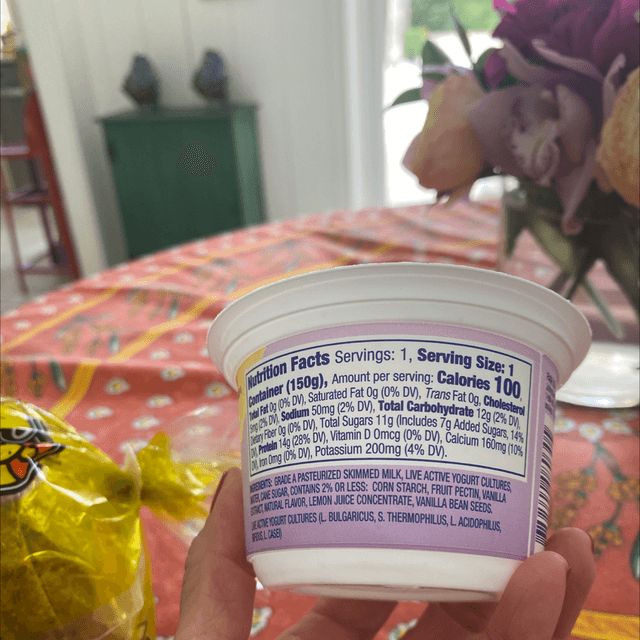 Nutrition Facts Servings: 1, Serving Size: 1
Container (150g), Amount per serving: Calories 100,
Total Fat 0g (0% DV), Saturated Fat 0g (0% DV), Trans Fat 0g, Cholesterol
(2% DV), Sodium 50mg (2% DV), Total Carbohydrate 12g (2% DV),
Dietary Fiber 0g (0% DV), Total Sugars 11g (Includes 7g Added Sugars, 14%
DV), Protein 14g (28% DV), Vitamin D 0mcg (0% DV), Calcium 160mg (10%
DV), Iron 0mg (0% DV), Potassium 200mg (4% DV).
INGREDIENTS: GRADE A PASTEURIZED SKIMMED MILK, LIVE ACTIVE YOGURT CULTURES,
WATER, CANE SUGAR, CONTAINS 2% OR LESS: CORN STARCH, FRUIT PECTIN, VANILLA
EXTRACT, NATURAL FLAVOR, LEMON JUICE CONCENTRATE, VANILLA BEAN SEEDS.
LIVE ACTIVE YOGURT CULTURES (L. BULGARICUS, S. THERMOPHILUS, L. ACIDOPHILUS,
L. CASEI)